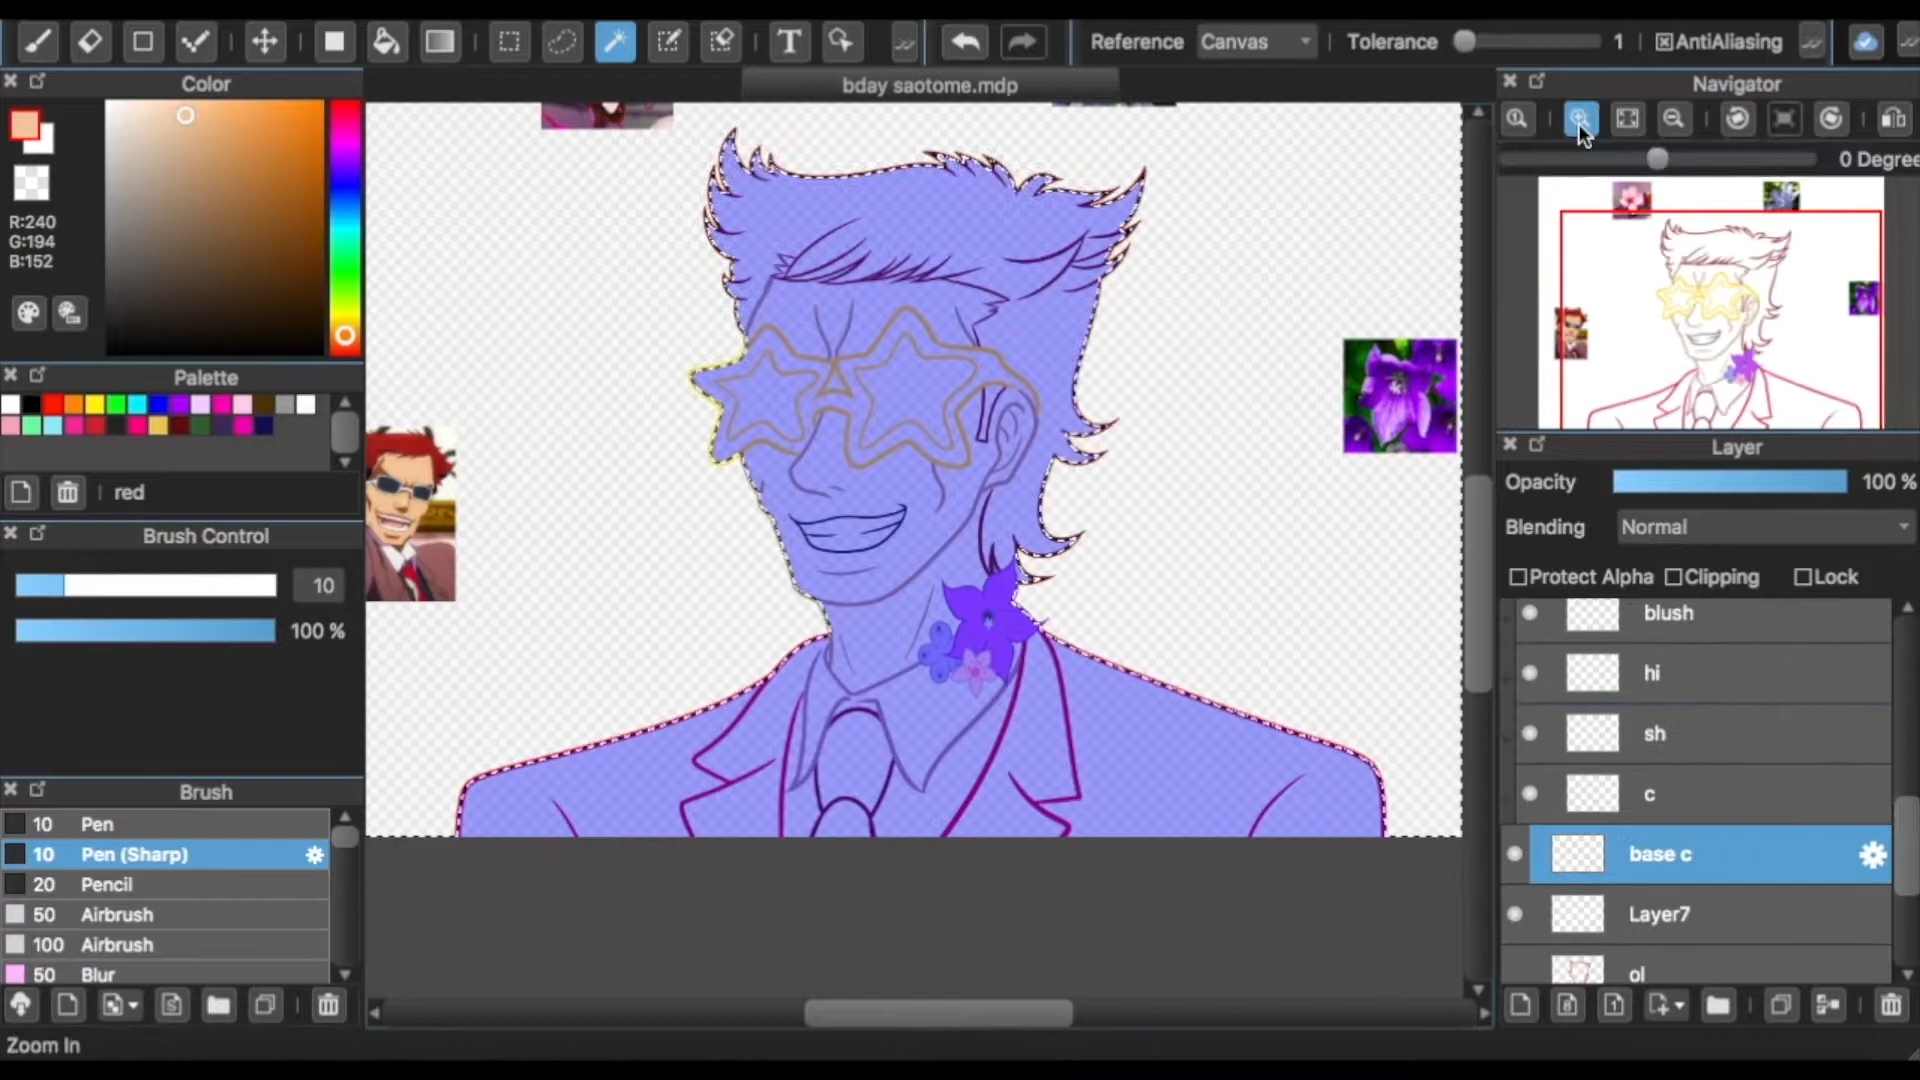 T
Reference Canvas Tolerance 1 AntiAliasing
Color
bday saotome.mdp
Navigator
0 Degree
R:240
G:194
B:152
Palette
red
Brush Control
10
100 %
Brush
10 Pen
10 Pen (Sharp)
20 Pencil
50 Airbrush
100 Airbrush
50 Blur
Zoom In
Layer
Opacity 100 %
Blending Normal
Protect Alpha Clipping Lock
blush
hi
sh
c
base c
Layer7
ol